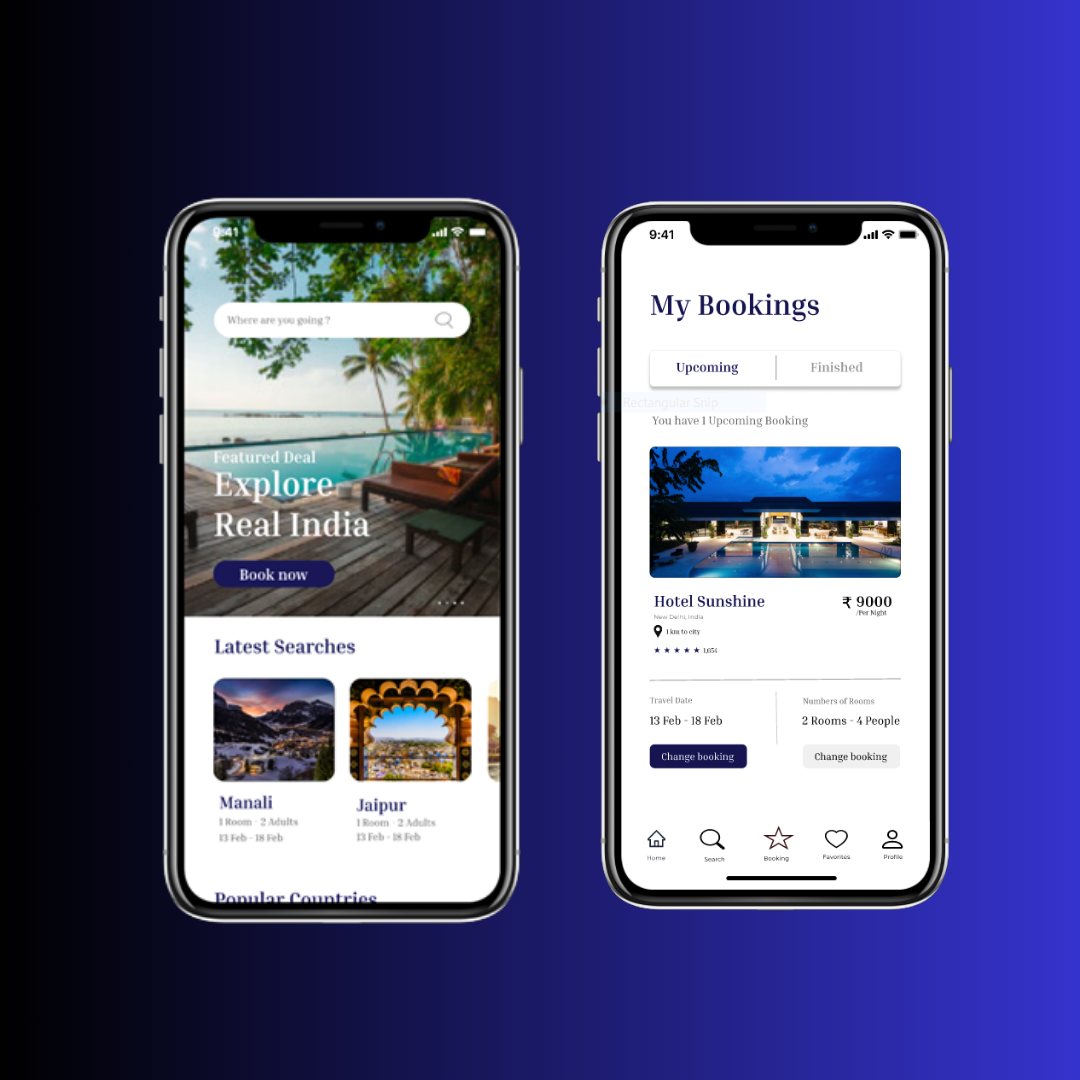 9:41
Where are you going ?
Featured Deal
Explore
Real India
Book now
Latest Searches
Manali
1 Room - 2 Adults
13 Feb - 18 Feb
Jaipur
1 Room - 2 Adults
13 Feb - 18 Feb
Popular Countries
9:41
My Bookings
Upcoming
Finished
Rectangular Snip
You have 1 Upcoming Booking
Hotel Sunshine
₹ 9000
New Delhi, India
/Per Night
1 km to city
★ ★ ★ ★ ★ 1,654
Travel Date
Numbers of Rooms
13 Feb - 18 Feb
2 Rooms - 4 People
Change booking
Change booking
Home
Search
Booking
Favorites
Profile